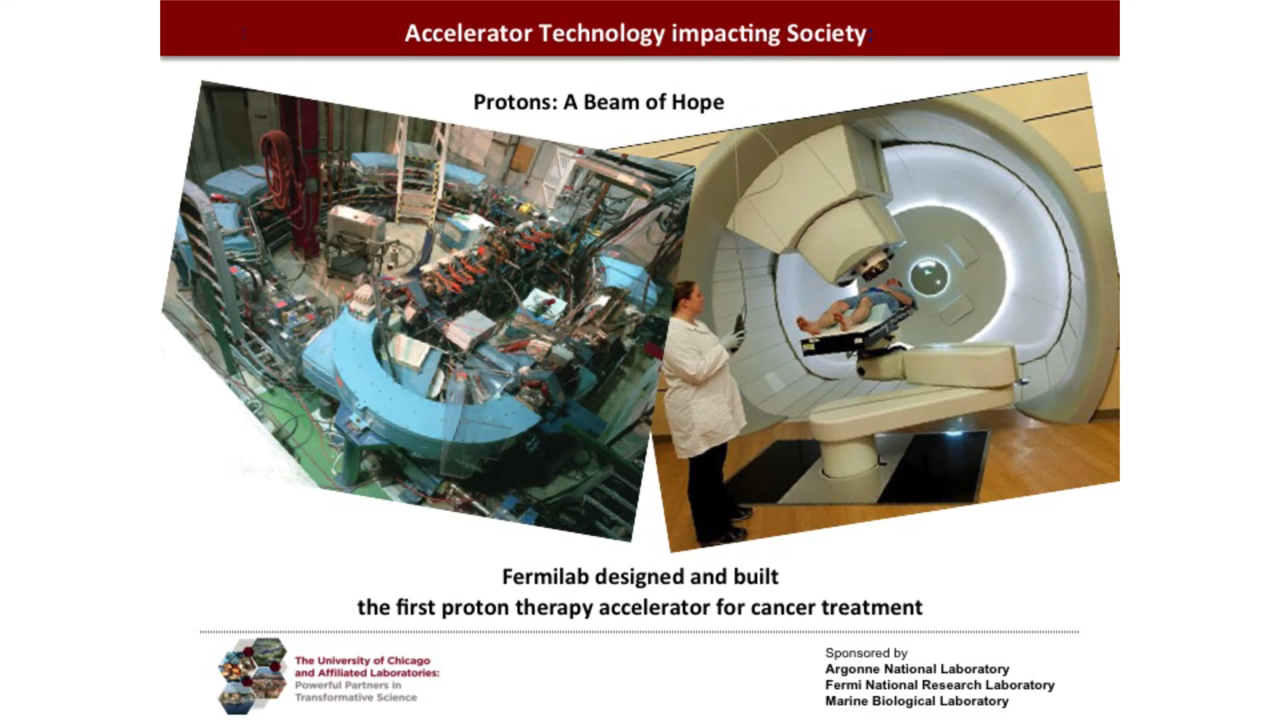 Accelerator Technology impacting Society
Protons: A Beam of Hope
Fermilab designed and built
the first proton therapy accelerator for cancer treatment
The University of Chicago
and Affiliated Laboratories:
Powerful Partners in
Transformative Science
Sponsored by
Argonne National Laboratory
Fermi National Research Laboratory
Marine Biological Laboratory